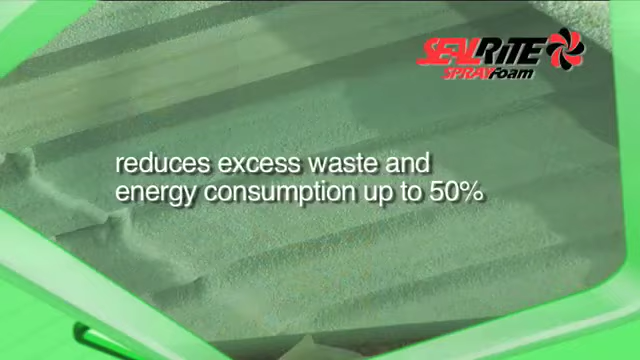 SEALRITE
SPRAYFoam
reduces excess waste and
energy consumption up to 50%